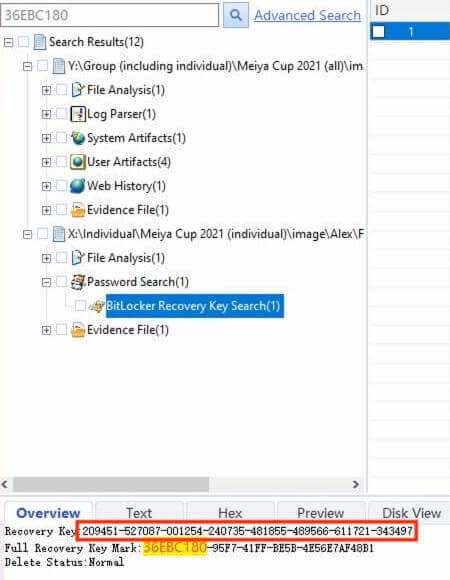 36EBC180
Advanced Search
ID
1
Search Results(12)
Y:\Group (including individual)\Meiya Cup 2021 (all)\im
File Analysis(1)
Log Parser(1)
System Artifacts(1)
User Artifacts(4)
Web History(1)
Evidence File(1)
X:\Individual\Meiya Cup 2021 (individual)\image\Alex\F
File Analysis(1)
Password Search(1)
BitLocker Recovery Key Search(1)
Evidence File(1)
Overview Text Hex Preview Disk View
Recovery Key:209451-527087-001254-240735-481855-489566-611721-343497
Full Recovery Key Mark:36EBC180-95F7-41FF-BE5B-4E56E7AF48B1
Delete Status:Normal